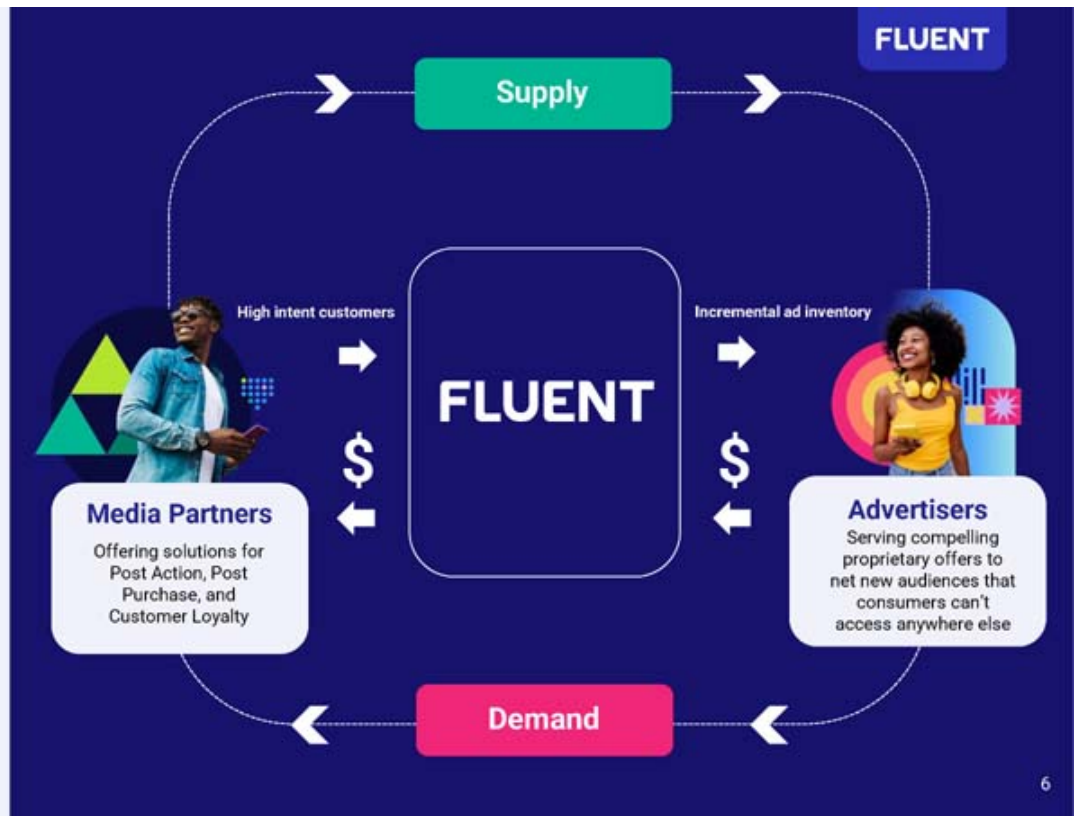 FLUENT
Supply
High intent customers
Incremental ad inventory
FLUENT
$
$
Media Partners
Offering solutions for
Post Action, Post
Purchase, and
Customer Loyalty
Advertisers
Serving compelling
proprietary offers to
net new audiences that
consumers can't
access anywhere else
Demand
6